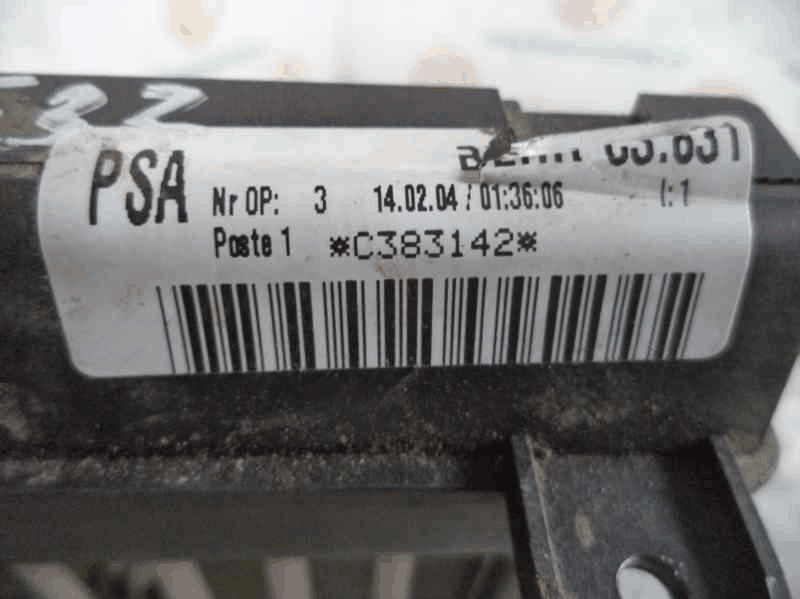 PSA
Nr OP: 3 14.02.04 / 01:36:06 I: 1
Poste 1 *C383142*